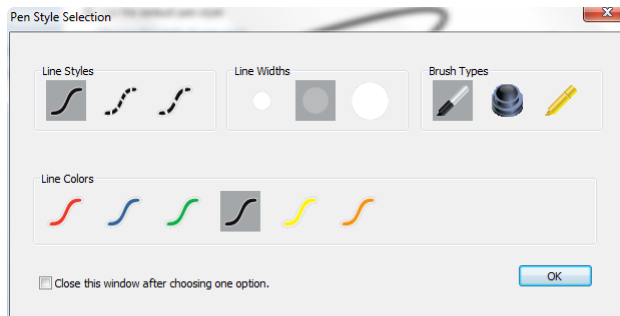 Pen Style Selection
Line Styles
Line Widths
Brush Types
Line Colors
Close this window after choosing one option.
OK